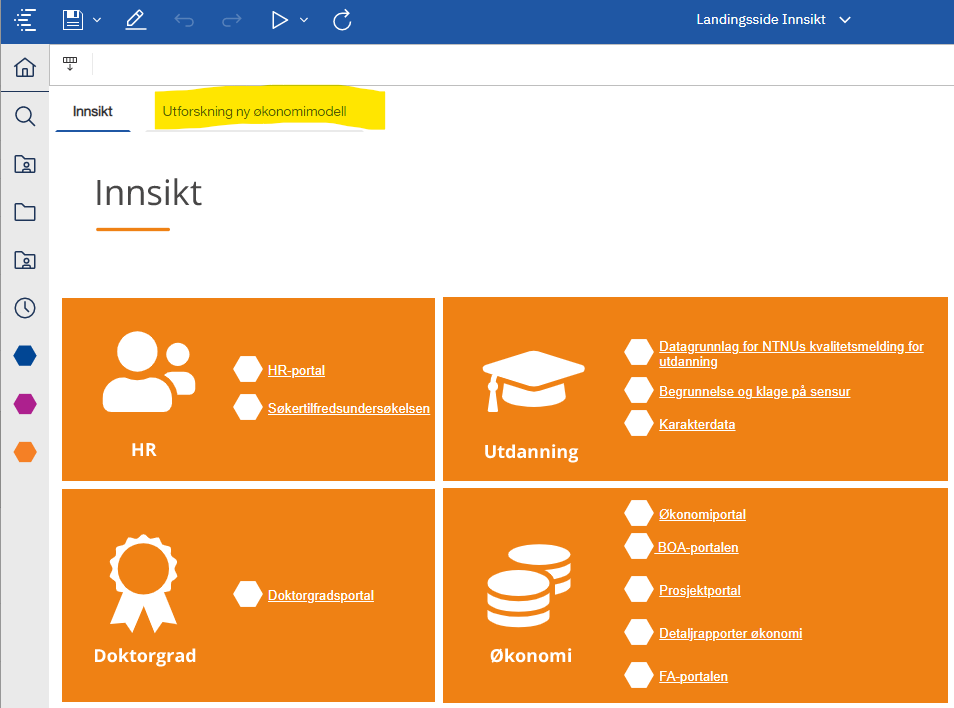 Landingsside Innsikt
Innsikt
Utforskning ny økonomimodell
Innsikt
HR-portal
Søkertilfredsundersøkelsen
HR
Datagrunnlag for NTNUs kvalitetsmelding for
utdanning
Begrunnelse og klage på sensur
Karakterdata
Utdanning
Doktorgradsportal
Doktorgrad
Økonomiportal
BOA-portalen
Prosjektportal
Detaljrapporter økonomi
FA-portalen
Økonomi